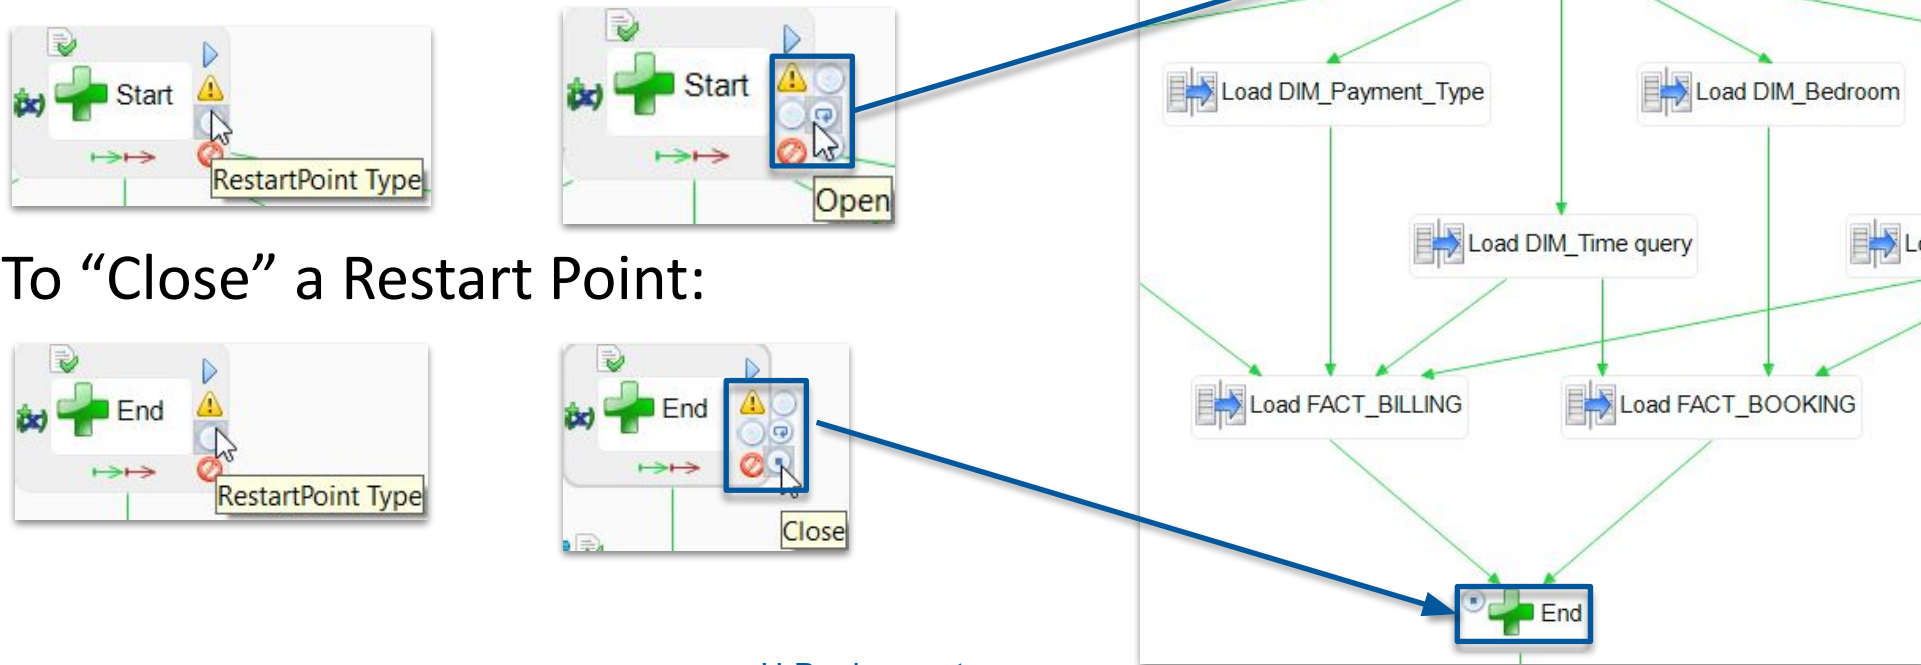 Start
RestartPoint Type
Start
Open
To “Close” a Restart Point:
End
RestartPoint Type
End
Close
Load DIM_Payment_Type
Load DIM_Bedroom
Load DIM_Time query
Load FACT_BILLING
Load FACT_BOOKING
End